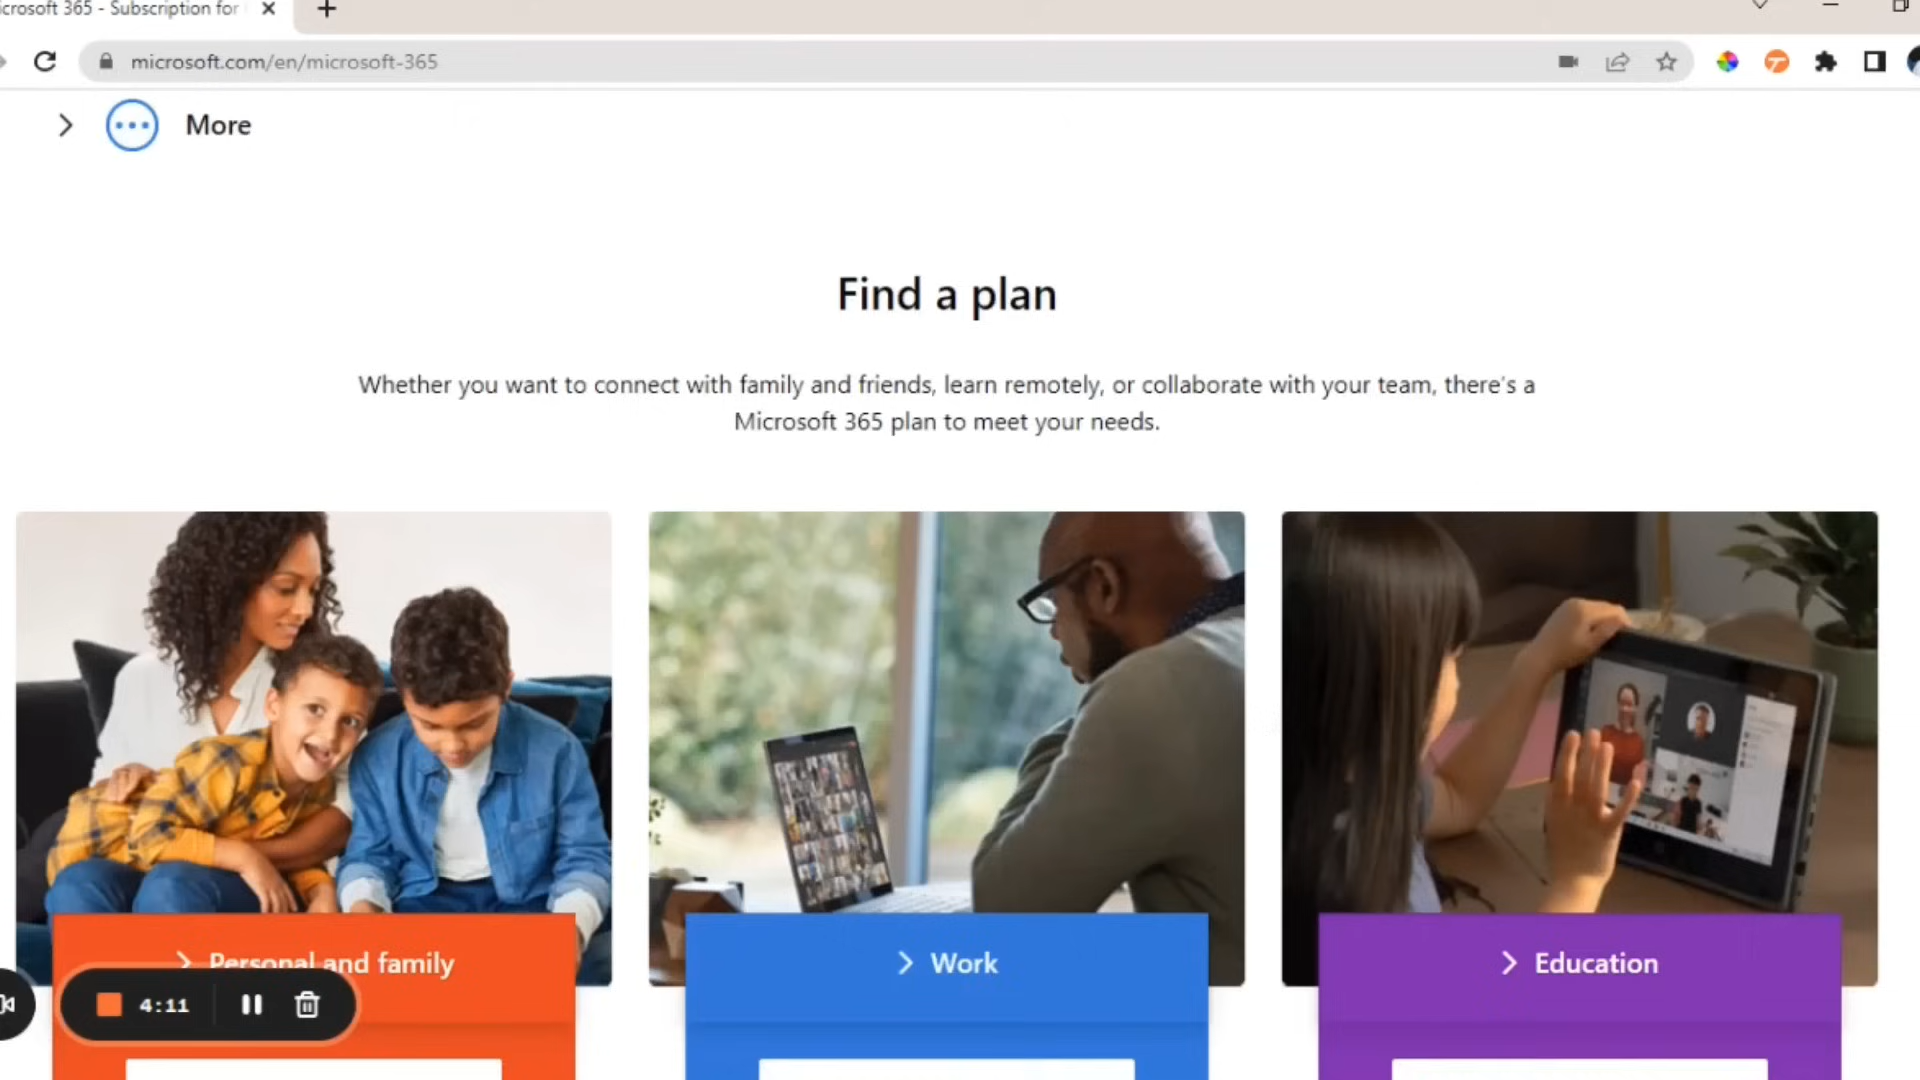 crosoft 365 - Subscription for
microsoft.com/en/microsoft-365
More
Find a plan
Whether you want to connect with family and friends, learn remotely, or collaborate with your team, there's a
Microsoft 365 plan to meet your needs.
Personal and family
Work
Education
4:11